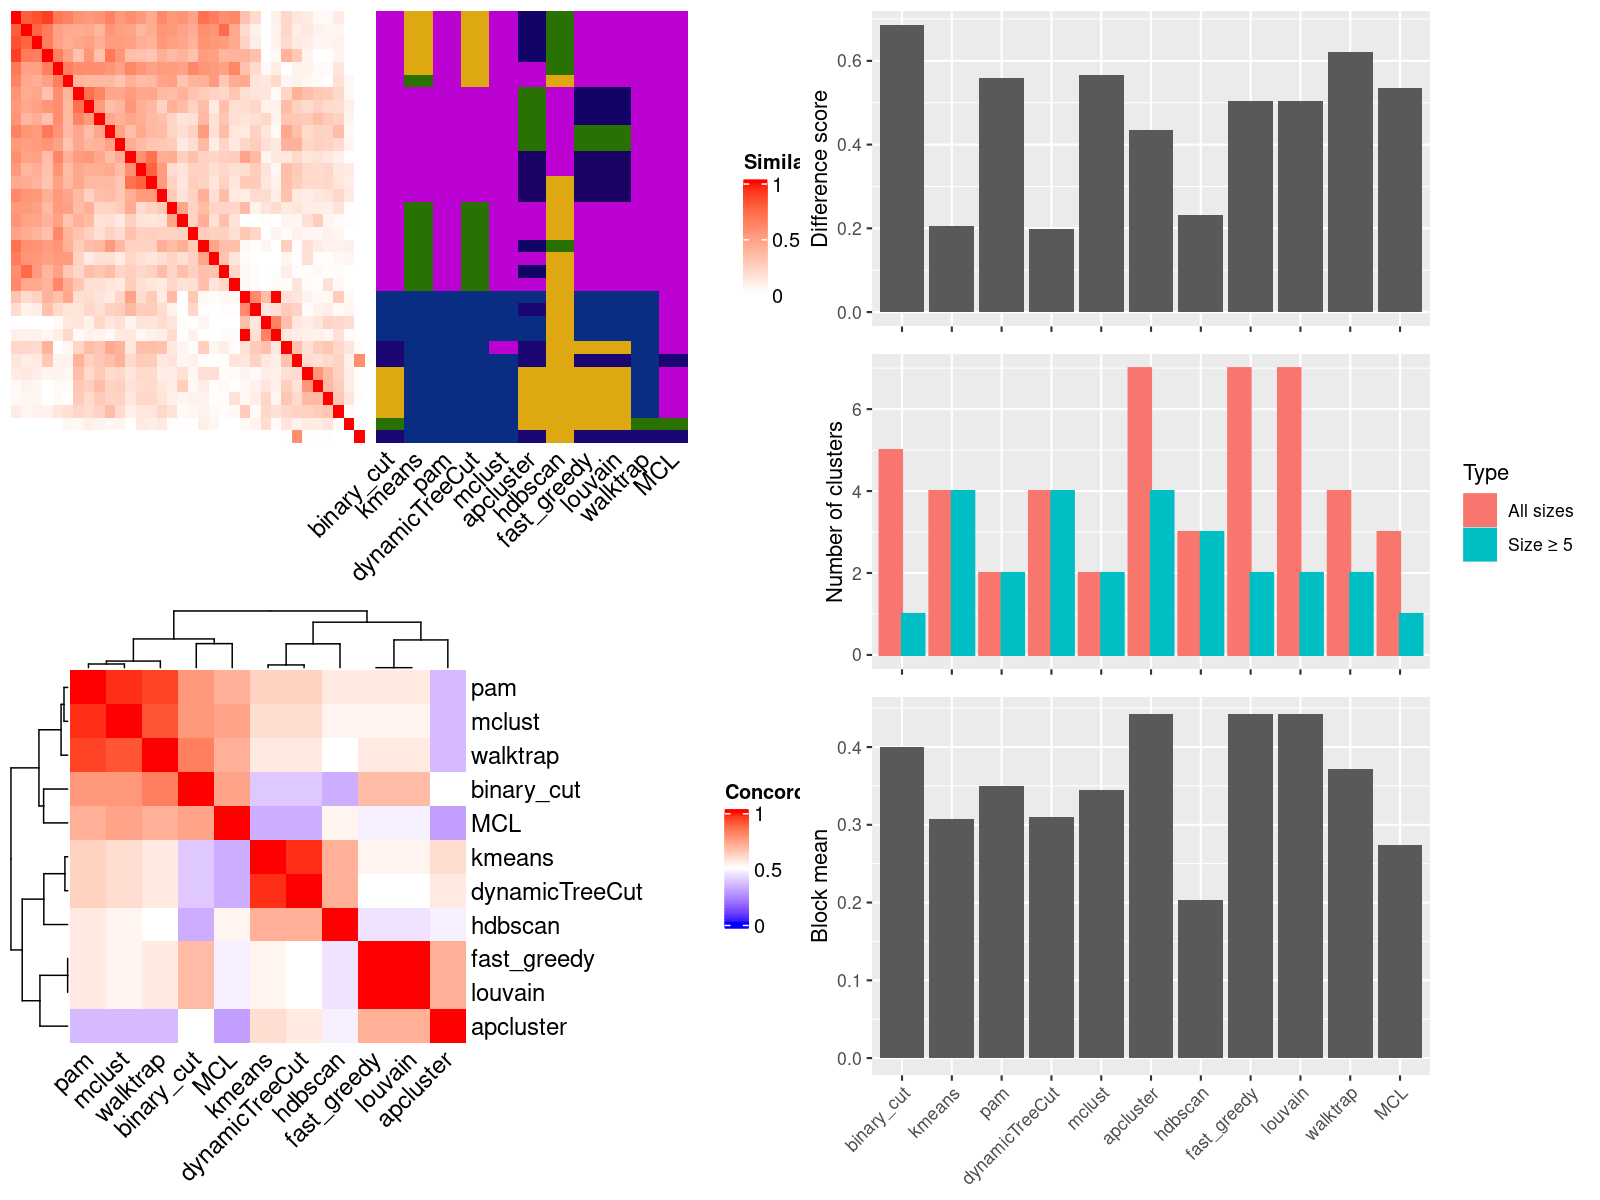 Simila
1
0.5
0
binary_cut
kmeans
pam
dynamicTreeCut
mclust
apcluster
hdbscan
fast_greedy
louvain
walktrap
MCL
pam
mclust
walktrap
binary_cut
MCL
kmeans
dynamicTreeCut
hdbscan
fast_greedy
louvain
apcluster
pam
mclust
walktrap
binary_cut
MCL
kmeans
dynamicTreeCut
hdbscan
fast_greedy
louvain
apcluster
Concord
1
0.5
0
Difference score
0.6
0.4
0.2
0.0
Number of clusters
6
4
2
0
Type
All sizes
Size ≥ 5
Block mean
0.4
0.3
0.2
0.1
0.0
binary_cut
kmeans
pam
dynamicTreeCut
mclust
apcluster
hdbscan
fast_greedy
louvain
walktrap
MCL